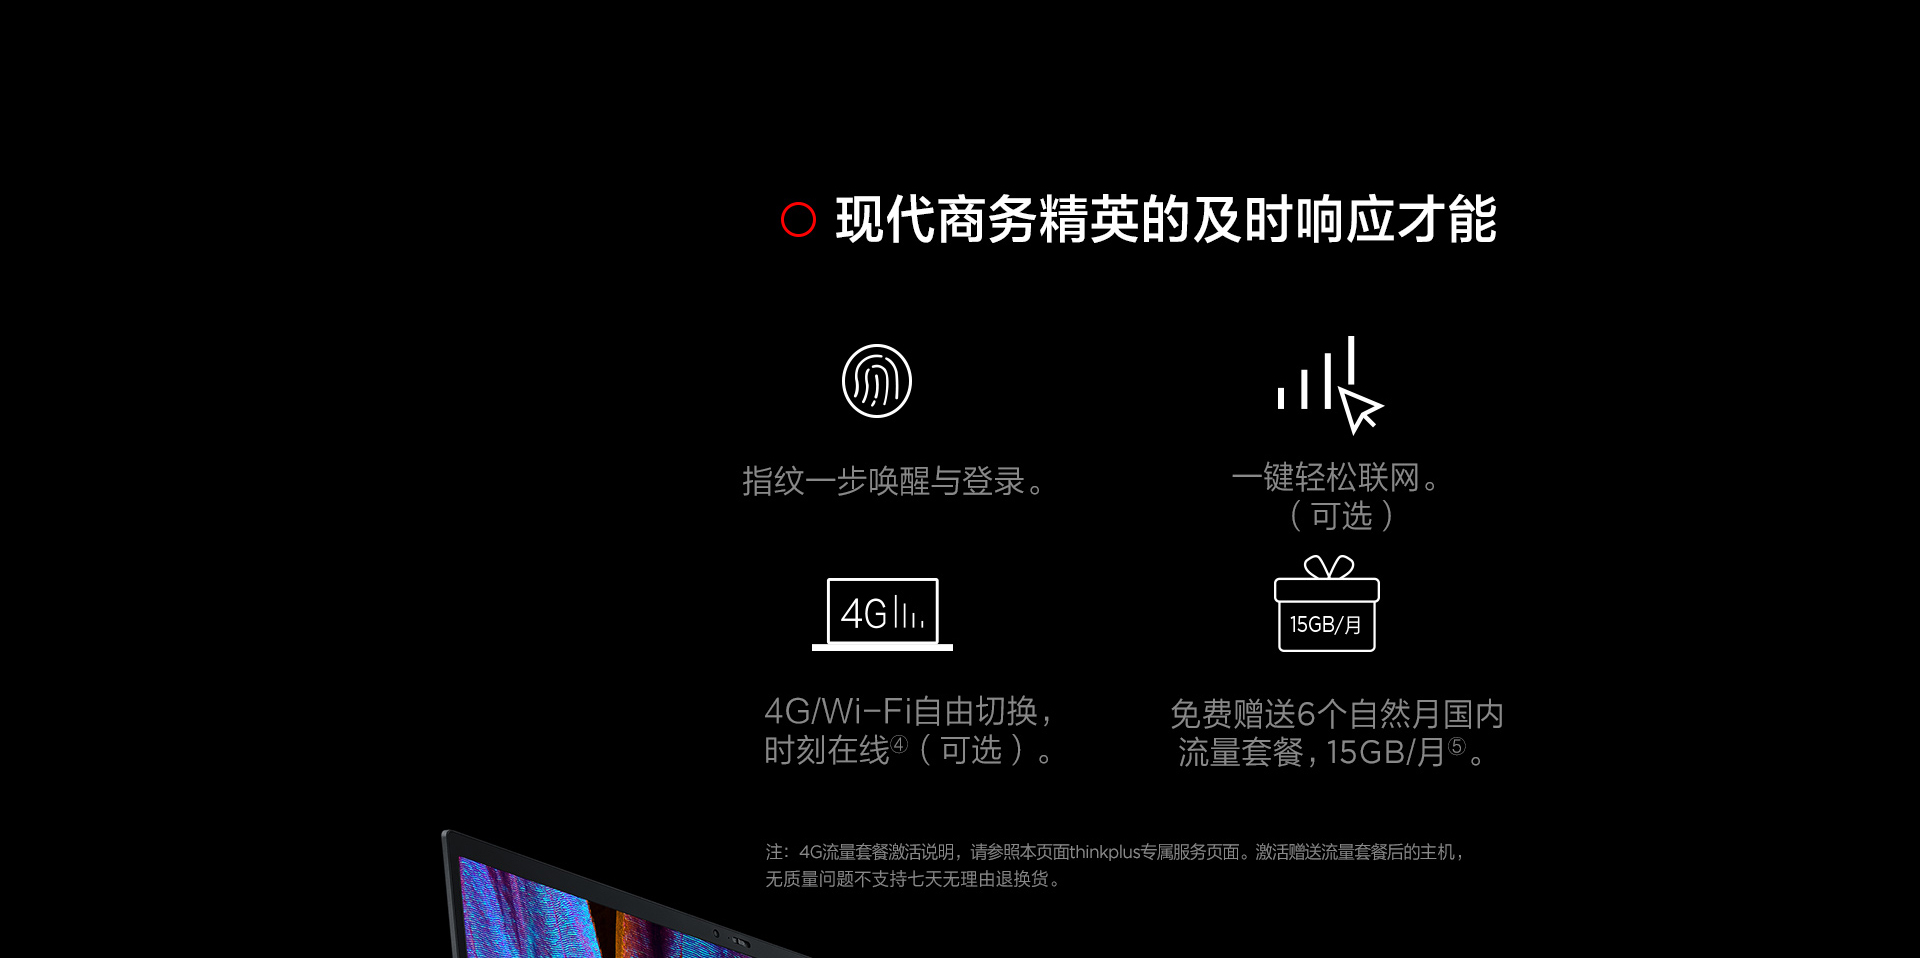 现代商务精英的及时响应才能
指纹一步唤醒与登录。
一键轻松联网。
（可选）
4G
15GB/月
4G/Wi-Fi自由切换，
时刻在线④（可选）。
免费赠送6个自然月国内
流量套餐，15GB/月⑤。
注：4G流量套餐激活说明，请参照本页面thinkplus专属服务页面。激活赠送流量套餐后的主机，
无质量问题不支持七天无理由退换货。